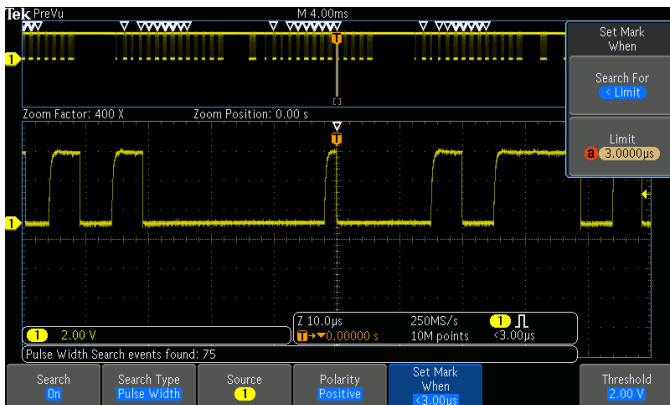 Tek PreVu
M 4.00ms
1
T
Zoom Factor: 400 X
Zoom Position: 0.00 s
T
1
Set Mark
When
Search For
< Limit
Limit
a 3.0000µs
1 2.00 V
Z 10.0µs
T→▼0.00000 s
250MS/s
10M points
1
<3.00µs
Pulse Width Search events found: 75
Search
On
Search Type
Pulse Width
Source
1
Polarity
Positive
Set Mark
When
<3.00µs
Threshold
2.00 V